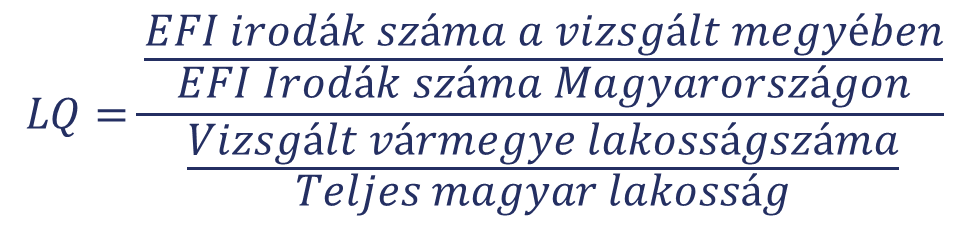 EFI irodák száma a vizsgált megyében
EFI Irodák száma Magyarországon
LQ =
Vizsgált vármegye lakosságszáma
Teljes magyar lakosság